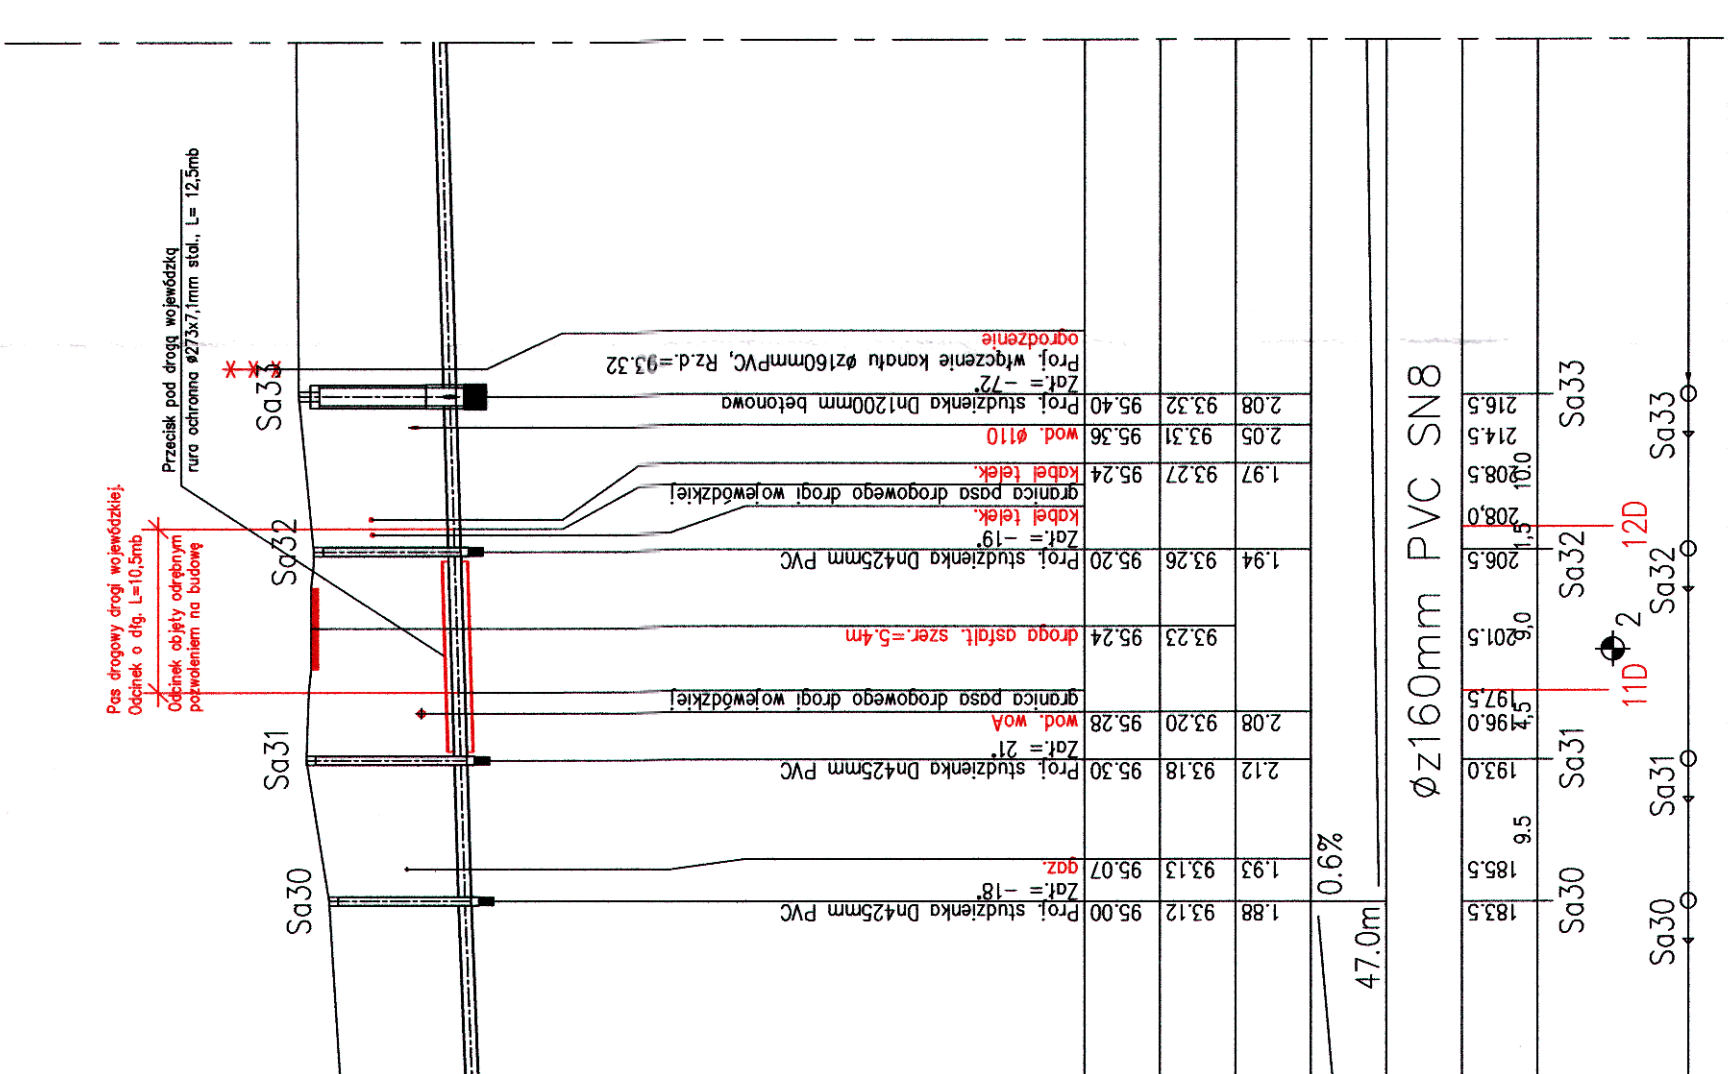 Przecisk pod drogą wojewódzką
rura ochronna ø273x7,1mm stal., L= 12,5mb
Pas drogowy drogi wojewódzkiej.
Odcinek o dłg. L=10,5mb
Odcinek objęty odrębnym
pozwoleniem na budowę
Sa33
Sa32
Sa31
Sa30
ogrodzenie
Proj. włączenie kanału øz160mmPVC, Rz.d.=93.32
Zał.= -72°
Proj. studzienka Dn1200mm betonowa 95.40 93.32 2.08 216.5
wod. ø110 95.36 93.31 2.05 214.5
kabel telek. 95.24 93.27 1.97 208.5
granica pasa drogowego drogi wojewódzkiej
kabel telek. 208,0
Zał.= -19°
Proj. studzienka Dn425mm PVC 95.20 93.26 1.94 206.5
droga asfalt. szer.=5.4m 95.24 93.23 201.5
granica pasa drogowego drogi wojewódzkiej 197,5
wod. woA 95.28 93.20 2.08 196.0
Zał.= 21°
Proj. studzienka Dn425mm PVC 95.30 93.18 2.12 193.0
gaz. 95.07 93.13 1.93 185.5
Zał.= -18°
Proj. studzienka Dn425mm PVC 95.00 93.12 1.88 183.5
0.6%
47.0m
øz160mm PVC SN8
10.0
1,5
9,0
4,5
9.5
Sa33
Sa32
Sa31
Sa30
12D
2
11D
Sa33
Sa32
Sa31
Sa30